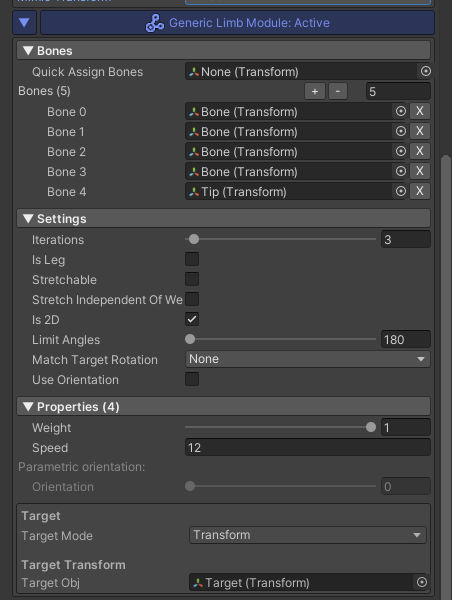 Generic Limb Module: Active
Bones
Quick Assign Bones None (Transform)
Bones (5) + - 5
Bone 0 Bone (Transform) X
Bone 1 Bone (Transform) X
Bone 2 Bone (Transform) X
Bone 3 Bone (Transform) X
Bone 4 Tip (Transform) X
Settings
Iterations 3
Is Leg
Stretchable
Stretch Independent Of We
Is 2D
Limit Angles 180
Match Target Rotation None
Use Orientation
Properties (4)
Weight 1
Speed 12
Parametric orientation:
Orientation 0
Target
Target Mode Transform
Target Transform
Target Obj Target (Transform)